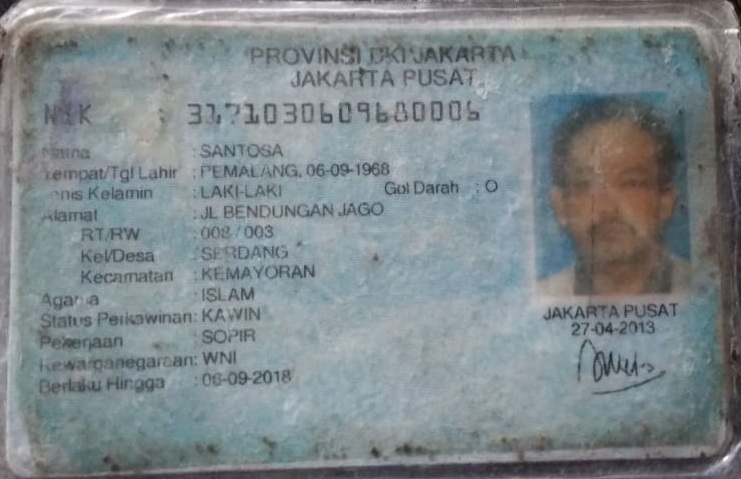 PROVINSI DKI JAKARTA
JAKARTA PUSAT
NIK : 3171030609680006
Nama : SANTOSA
Tempat/Tgl Lahir : PEMALANG, 06-09-1968
Jenis Kelamin : LAKI-LAKI Gol Darah : O
Alamat : JL BENDUNGAN JAGO
RT/RW : 008 / 003
Kel/Desa : SERDANG
Kecamatan : KEMAYORAN
Agama : ISLAM
Status Perkawinan: KAWIN
Pekerjaan : SOPIR
Kewarganegaraan: WNI
Berlaku Hingga : 06-09-2018
JAKARTA PUSAT
27-04-2013